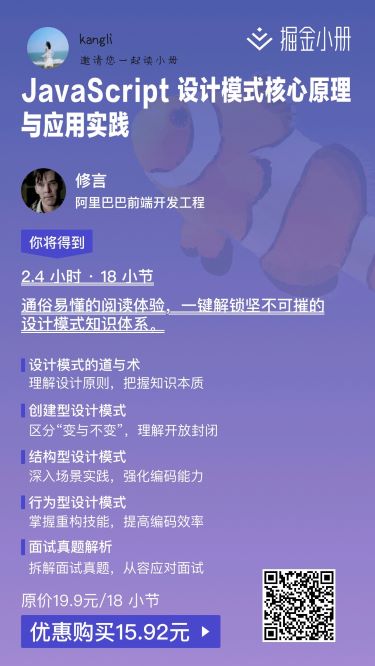 kangli
掘金小册
邀请您一起读小册
JavaScript 设计模式核心原理
与应用实践
修言
阿里巴巴前端开发工程
你将得到
2.4 小时 · 18 小节
通俗易懂的阅读体验，一键解锁坚不可摧的
设计模式知识体系。
设计模式的道与术
理解设计原则，把握知识本质
创建型设计模式
区分“变与不变”，理解开放封闭
结构型设计模式
深入场景实践，强化编码能力
行为型设计模式
掌握重构技能，提高编码效率
面试真题解析
拆解面试真题，从容应对面试
原价19.9元/18 小节
优惠购买15.92元